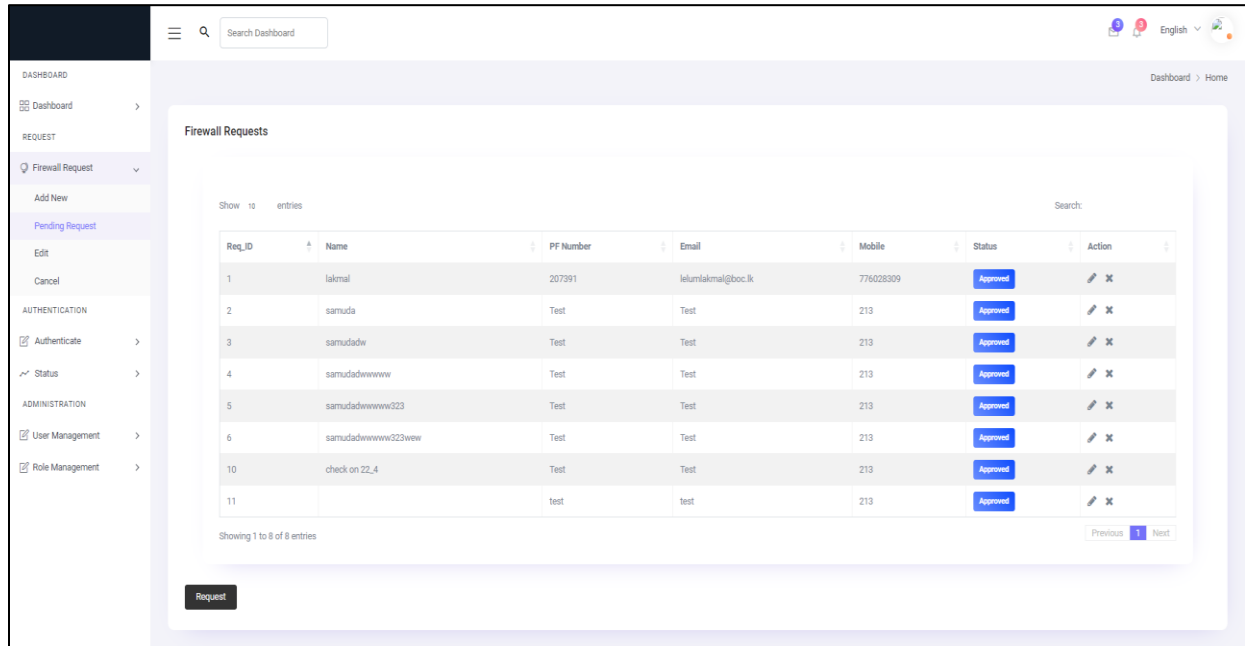 Search Dashboard
3
3
English
DASHBOARD
Dashboard > Home
Dashboard
REQUEST
Firewall Requests
Firewall Request
Add New
Pending Request
Edit
Cancel
AUTHENTICATION
Authenticate
Status
ADMINISTRATION
User Management
Role Management
Show 10 entries
Search:
Req_ID Name PF Number Email Mobile Status Action
1 lakmal 207391 lelumlakmal@boc.lk 776028309 Approved
2 samuda Test Test 213 Approved
3 samudadw Test Test 213 Approved
4 samudadwwwww Test Test 213 Approved
5 samudadwwwww323 Test Test 213 Approved
6 samudadwwwww323wew Test Test 213 Approved
10 check on 22_4 Test Test 213 Approved
11 test test 213 Approved
Showing 1 to 8 of 8 entries
Previous 1 Next
Request